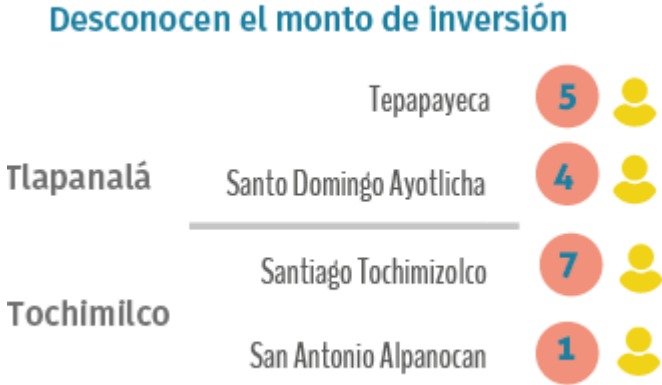 Desconocen el monto de inversión
Tepapayeca 5
Tlapanalá
Santo Domingo Ayotlicha 4
Santiago Tochimizolco 7
Tochimilco
San Antonio Alpanocan 1